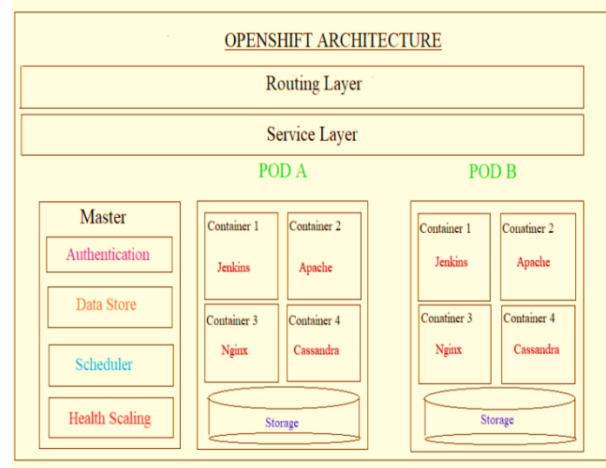 OPENSHIFT ARCHITECTURE
Routing Layer
Service Layer
POD A
POD B
Master
Authentication
Data Store
Scheduler
Health Scaling
Container 1
Jenkins
Container 2
Apache
Container 3
Nginx
Container 4
Cassandra
Storage
Container 1
Jenkins
Conatiner 2
Apache
Conatiner 3
Nginx
Container 4
Cassandra
Storage